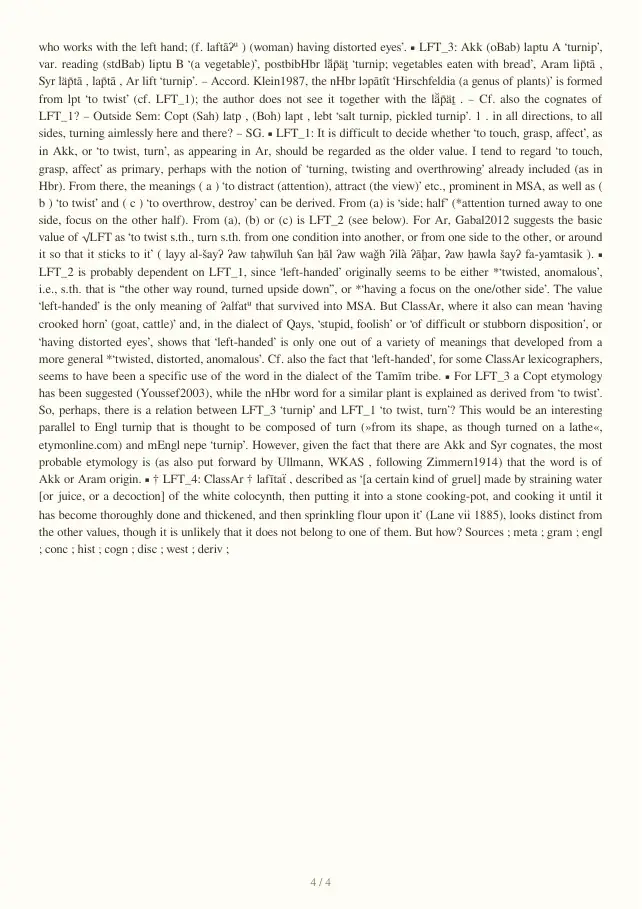 who works with the left hand; (f. laftāʔᵘ ) (woman) having distorted eyes’. ▪ LFT_3: Akk (oBab) laptu A ‘turnip’,
var. reading (stdBab) liptu B ‘(a vegetable)’, postbibHbr lǟp̄äṯ ‘turnip; vegetables eaten with bread’, Aram lip̄tā ,
Syr läp̄tā , lap̄tā , Ar lift ‘turnip’. – Accord. Klein1987, the nHbr ləpātīt ‘Hirschfeldia (a genus of plants)’ is formed
from lpt ‘to twist’ (cf. LFT_1); the author does not see it together with the lǟp̄äṯ . – Cf. also the cognates of
LFT_1? – Outside Sem: Copt (Sah) latp , (Boh) lapt , lebt ‘salt turnip, pickled turnip’. 1 . in all directions, to all
sides, turning aimlessly here and there? – SG. ▪ LFT_1: It is difficult to decide whether ‘to touch, grasp, affect’, as
in Akk, or ‘to twist, turn’, as appearing in Ar, should be regarded as the older value. I tend to regard ‘to touch,
grasp, affect’ as primary, perhaps with the notion of ‘turning, twisting and overthrowing’ already included (as in
Hbr). From there, the meanings ( a ) ‘to distract (attention), attract (the view)’ etc., prominent in MSA, as well as (
b ) ‘to twist’ and ( c ) ‘to overthrow, destroy’ can be derived. From (a) is ‘side; half’ (*attention turned away to one
side, focus on the other half). From (a), (b) or (c) is LFT_2 (see below). For Ar, Gabal2012 suggests the basic
value of √LFT as ‘to twist s.th., turn s.th. from one condition into another, or from one side to the other, or around
it so that it sticks to it’ ( layy al-šayʔ ʔaw taḥwīluh ʕan ḥāl ʔaw waǧh ʔilà ʔāḫar, ʔaw ḥawla šayʔ fa-yamtasik ). ▪
LFT_2 is probably dependent on LFT_1, since ‘left-handed’ originally seems to be either *‘twisted, anomalous’,
i.e., s.th. that is “the other way round, turned upside down”, or *‘having a focus on the one/other side’. The value
‘left-handed’ is the only meaning of ʔalfatᵘ that survived into MSA. But ClassAr, where it also can mean ‘having
crooked horn’ (goat, cattle)’ and, in the dialect of Qays, ‘stupid, foolish’ or ‘of difficult or stubborn disposition’, or
‘having distorted eyes’, shows that ‘left-handed’ is only one out of a variety of meanings that developed from a
more general *‘twisted, distorted, anomalous’. Cf. also the fact that ‘left-handed’, for some ClassAr lexicographers,
seems to have been a specific use of the word in the dialect of the Tamīm tribe. ▪ For LFT_3 a Copt etymology
has been suggested (Youssef2003), while the nHbr word for a similar plant is explained as derived from ‘to twist’.
So, perhaps, there is a relation between LFT_3 ‘turnip’ and LFT_1 ‘to twist, turn’? This would be an interesting
parallel to Engl turnip that is thought to be composed of turn (»from its shape, as though turned on a lathe«,
etymonline.com) and mEngl nepe ‘turnip’. However, given the fact that there are Akk and Syr cognates, the most
probable etymology is (as also put forward by Ullmann, WKAS , following Zimmern1914) that the word is of
Akk or Aram origin. ▪ † LFT_4: ClassAr † lafītaẗ , described as ‘[a certain kind of gruel] made by straining water
[or juice, or a decoction] of the white colocynth, then putting it into a stone cooking-pot, and cooking it until it
has become thoroughly done and thickened, and then sprinkling flour upon it’ (Lane vii 1885), looks distinct from
the other values, though it is unlikely that it does not belong to one of them. But how? Sources ; meta ; gram ; engl
; conc ; hist ; cogn ; disc ; west ; deriv ;
4 / 4